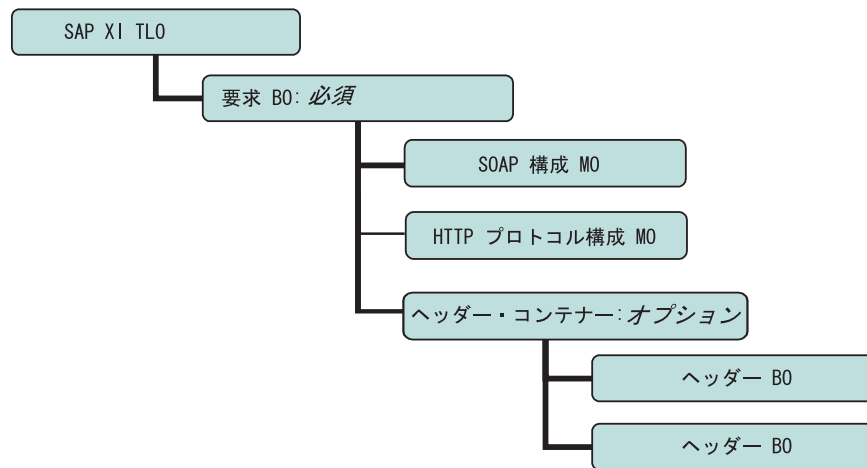 SAP XI TLO
要求 BO: 必須
SOAP 構成 MO
HTTP プロトコル構成 MO
ヘッダー・コンテナー: オプション
ヘッダー BO
ヘッダー BO